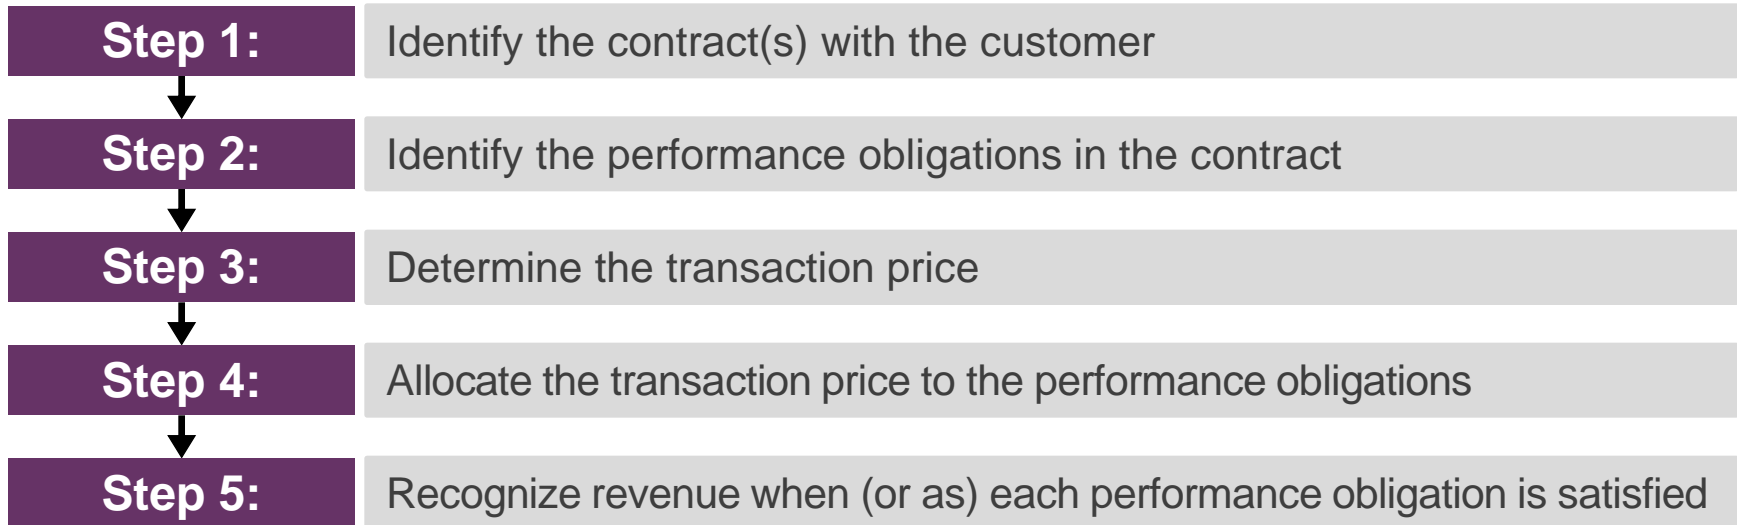 Step 1: Identify the contract(s) with the customer
Step 2: Identify the performance obligations in the contract
Step 3: Determine the transaction price
Step 4: Allocate the transaction price to the performance obligations
Step 5: Recognize revenue when (or as) each performance obligation is satisfied